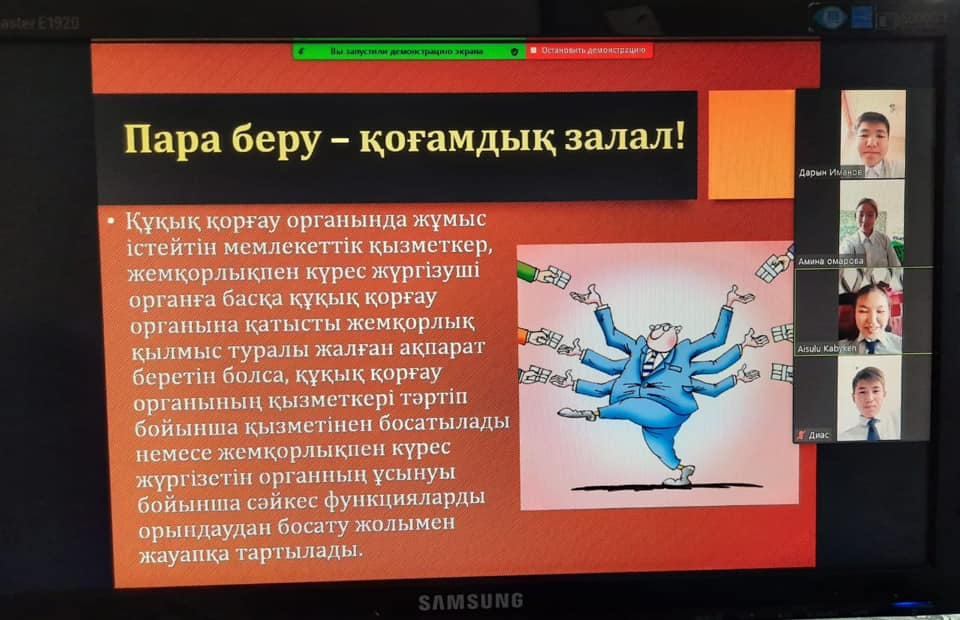 aster E1920
Вы запустили демонстрацию экрана
Остановить демонстрацию
Пара беру – қоғамдық залал!
• Құқық қорғау органында жұмыс
істейтін мемлекеттік қызметкер,
жемқорлықпен күрес жүргізуші
органға басқа құқық қорғау
органына қатысты жемқорлық
қылмыс туралы жалған ақпарат
беретін болса, құқық қорғау
органының қызметкері тәртіп
бойынша қызметінен босатылады
немесе жемқорлықпен күрес
жүргізетін органның ұсынуы
бойынша сәйкес функцияларды
орындаудан босату жолымен
жауапқа тартылады.
Дарын Иманов
Амина омарова
Aisulu Kabyken
Диас
SAMSUNG